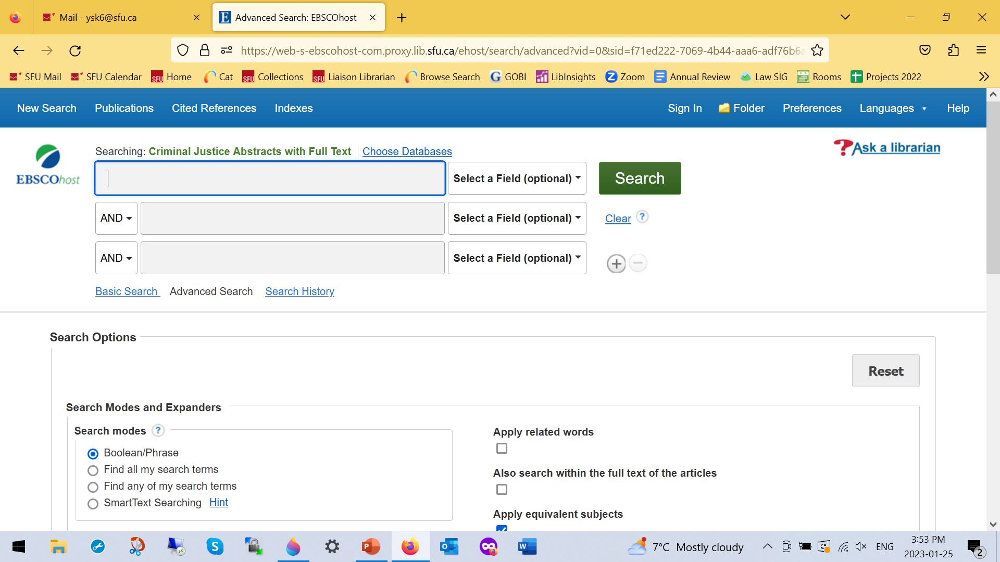 Mail - ysk6@sfu.ca
Advanced Search: EBSCOhost
https://web-s-ebscohost-com.proxy.lib.sfu.ca/ehost/search/advanced?vid=0&sid=f71ed222-7069-4b44-aaa6-adf76b6a
SFU Mail SFU Calendar SFU Home Cat SFU Collections SFU Liaison Librarian Browse Search G GOBI LibInsights Z Zoom Annual Review Law SIG Rooms Projects 2022
New Search Publications Cited References Indexes Sign In Folder Preferences Languages Help
Searching: Criminal Justice Abstracts with Full Text Choose Databases
?Ask a librarian
EBSCOhost
Select a Field (optional) Search
AND Select a Field (optional) Clear ?
AND Select a Field (optional)
Basic Search Advanced Search Search History
Search Options
Reset
Search Modes and Expanders
Search modes ?
Boolean/Phrase
Find all my search terms
Find any of my search terms
SmartText Searching Hint
Apply related words
Also search within the full text of the articles
Apply equivalent subjects
7°C Mostly cloudy
ENG
3:53 PM
2023-01-25
2